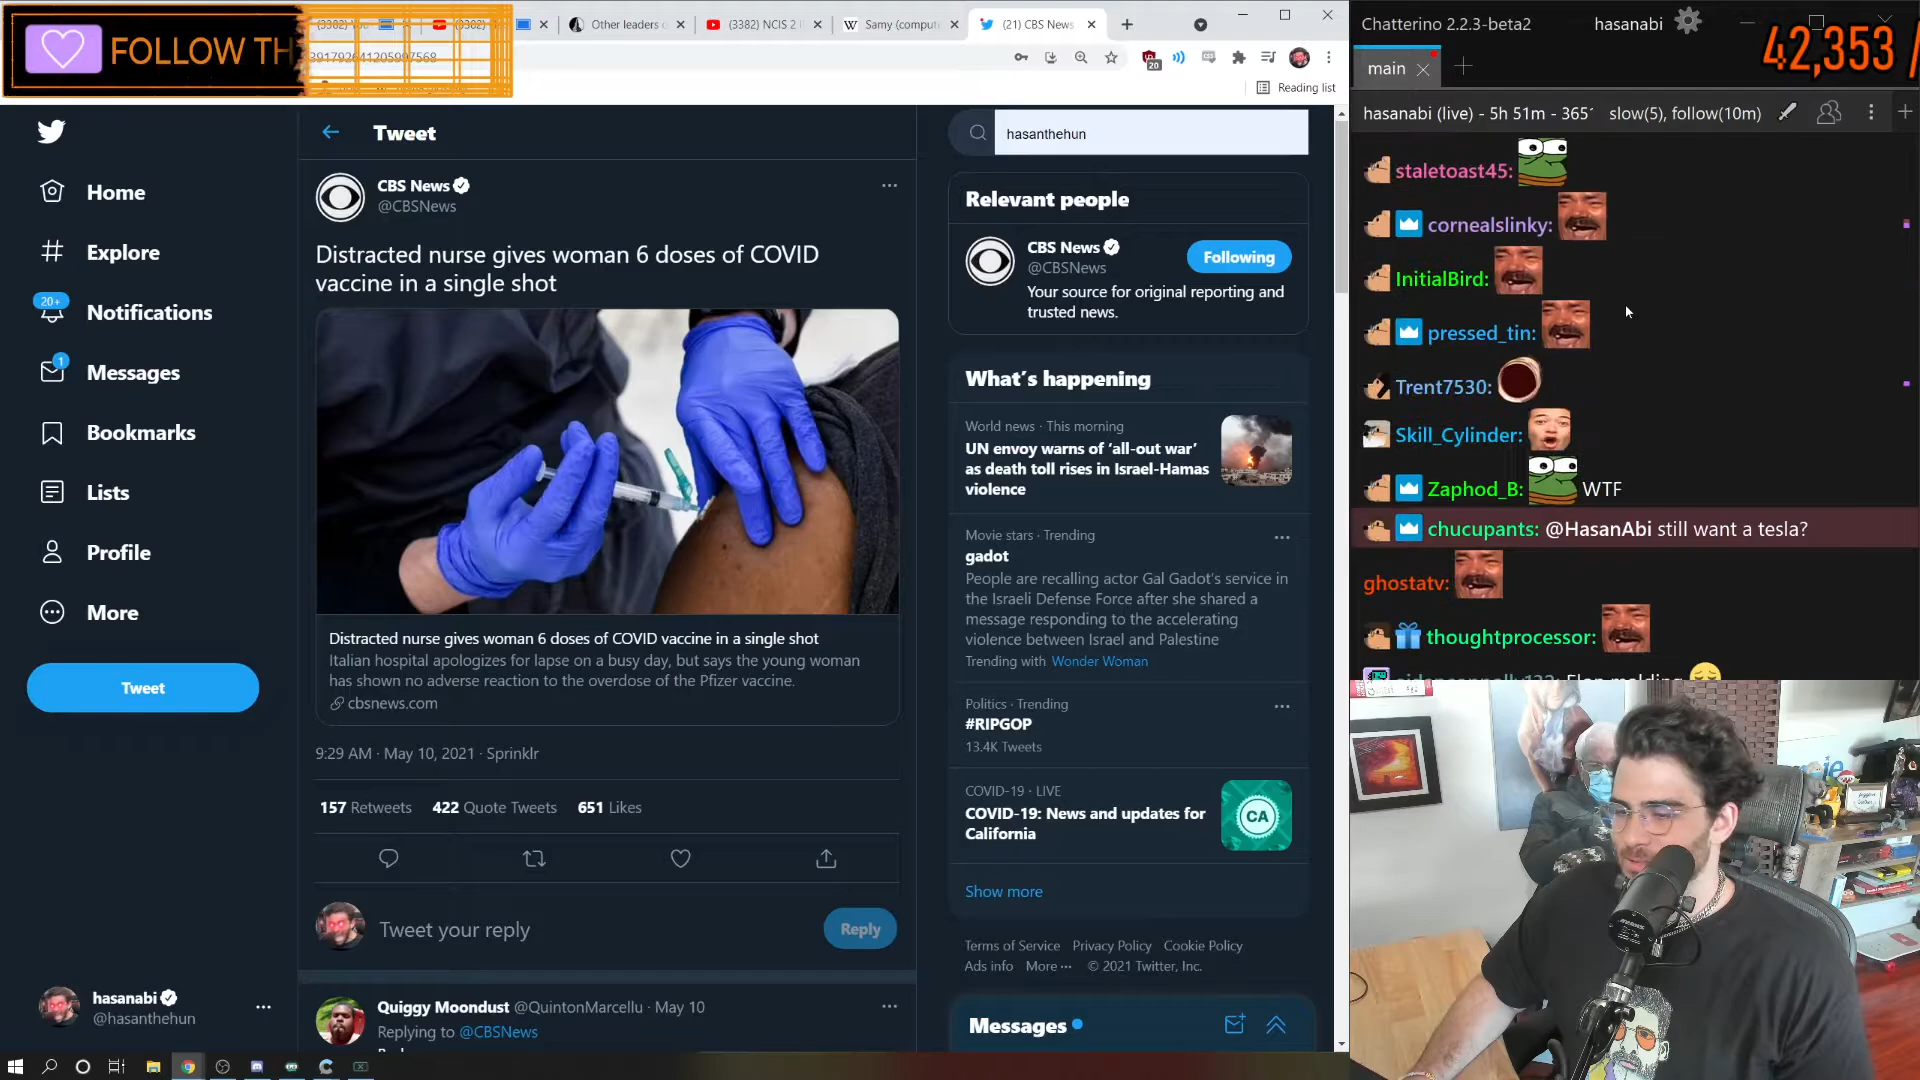 FOLLOW TH
(3382)
(3382)
Other leaders o
(3382) NCIS 2 I
Samy (comput
(21) CBS News
3917926412059
7568
20
Reading list
Home
Explore
20+
Notifications
1
Messages
Bookmarks
Lists
Profile
More
Tweet
hasanabi
@hasanthehun
Tweet
CBS News
@CBSNews
Distracted nurse gives woman 6 doses of COVID
vaccine in a single shot
Distracted nurse gives woman 6 doses of COVID vaccine in a single shot
Italian hospital apologizes for lapse on a busy day, but says the young woman
has shown no adverse reaction to the overdose of the Pfizer vaccine.
cbsnews.com
9:29 AM · May 10, 2021 · Sprinklr
157 Retweets 422 Quote Tweets 651 Likes
Tweet your reply
Reply
Quiggy Moondust @QuintonMarcellu · May 10
Replying to @CBSNews
hasanthehun
Relevant people
CBS News
@CBSNews
Following
Your source for original reporting and
trusted news.
What's happening
World news · This morning
UN envoy warns of 'all-out war'
as death toll rises in Israel-Hamas
violence
Movie stars · Trending
gadot
People are recalling actor Gal Gadot's service in
the Israeli Defense Force after she shared a
message responding to the accelerating
violence between Israel and Palestine
Trending with Wonder Woman
Politics · Trending
#RIPGOP
13.4K Tweets
COVID-19 · LIVE
COVID-19: News and updates for
California
CA
Show more
Terms of Service Privacy Policy Cookie Policy
Ads info More ··· © 2021 Twitter, Inc.
Messages
Chatterino 2.2.3-beta2
hasanabi
42,353 /
main
hasanabi (live) - 5h 51m - 365
slow(5), follow(10m)
staletoast45:
cornealslinky:
InitialBird:
pressed_tin:
Trent7530:
Skill_Cylinder:
Zaphod_B: WTF
chucupants: @HasanAbi still want a tesla?
ghostatv:
thoughtprocessor: